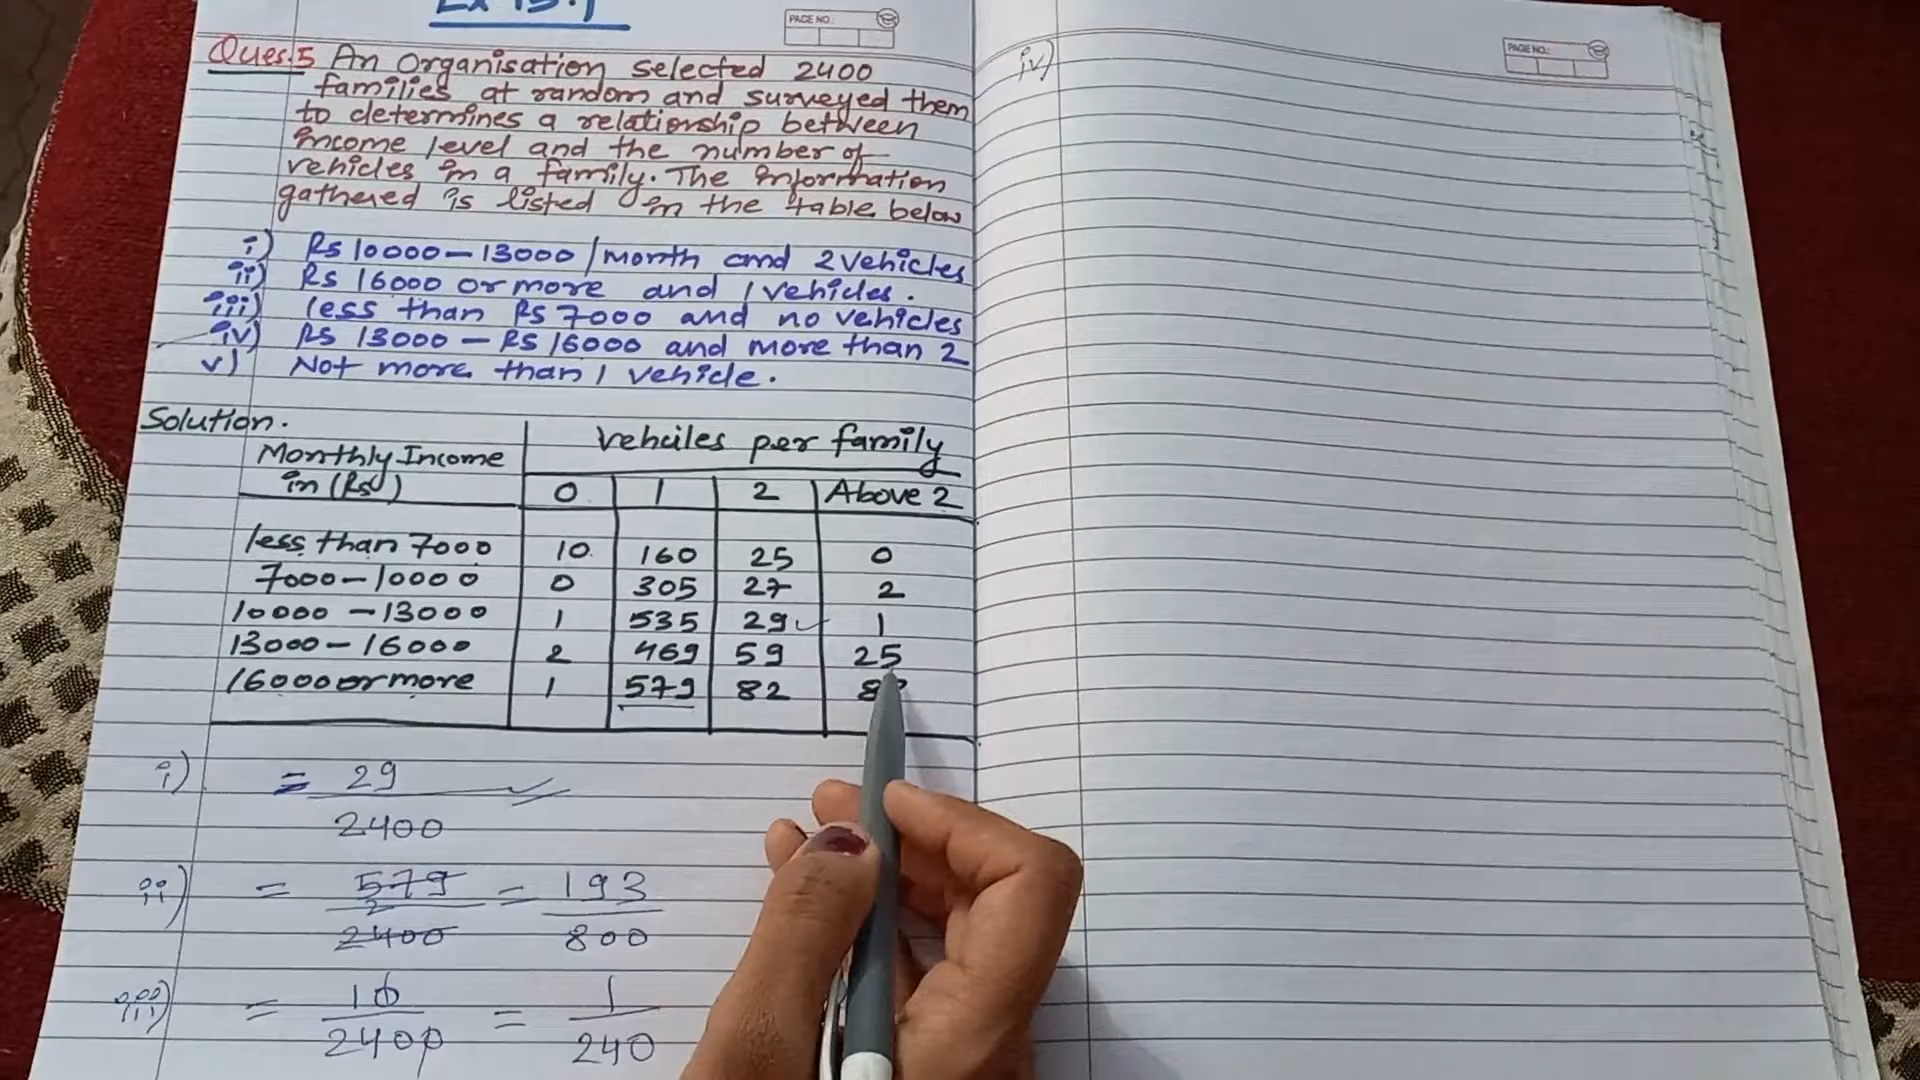 PAGE NO.:
Ques.5 An Organisation selected 2400
families at random and surveyed them
to determines a relationship between
income level and the number of
vehicles in a family. The information
gathered is listed in the table below
i) Rs 10000-13000/month and 2 vehicles
ii) Rs 16000 or more and 1 vehicles.
iii) less than Rs 7000 and no vehicles
iv) Rs 13000 - Rs 16000 and more than 2
v) Not more than 1 vehicle.
Solution.
Monthly Income in (Rs) Vehciles per family
0 1 2 Above 2
less than 7000 10 160 25 0
7000-10000 0 305 27 2
10000-13000 1 535 29 1
13000-16000 2 469 59 25
16000 or more 1 579 82
i) = 29
2400
ii) = 579 = 193
2400 800
iii) = 10 = 1
2400 240
PAGE NO.:
iv)